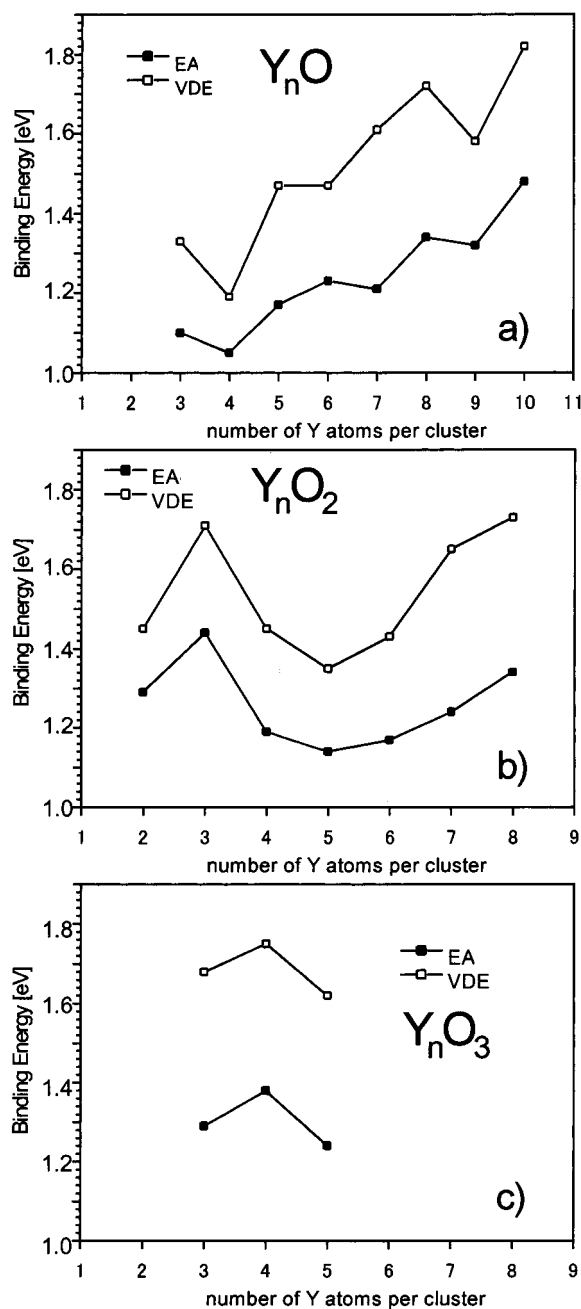 EA
VDE
YₙO
1.8
1.6
1.4
1.2
1.0
Binding Energy [eV]
a)
1 2 3 4 5 6 7 8 9 10 11
number of Y atoms per cluster
EA
VDE
YₙO₂
1.8
1.6
1.4
1.2
1.0
Binding Energy [eV]
b)
1 2 3 4 5 6 7 8 9
number of Y atoms per cluster
EA
VDE
YₙO₃
1.8
1.6
1.4
1.2
1.0
Binding Energy [eV]
c)
1 2 3 4 5 6 7 8 9
number of Y atoms per cluster